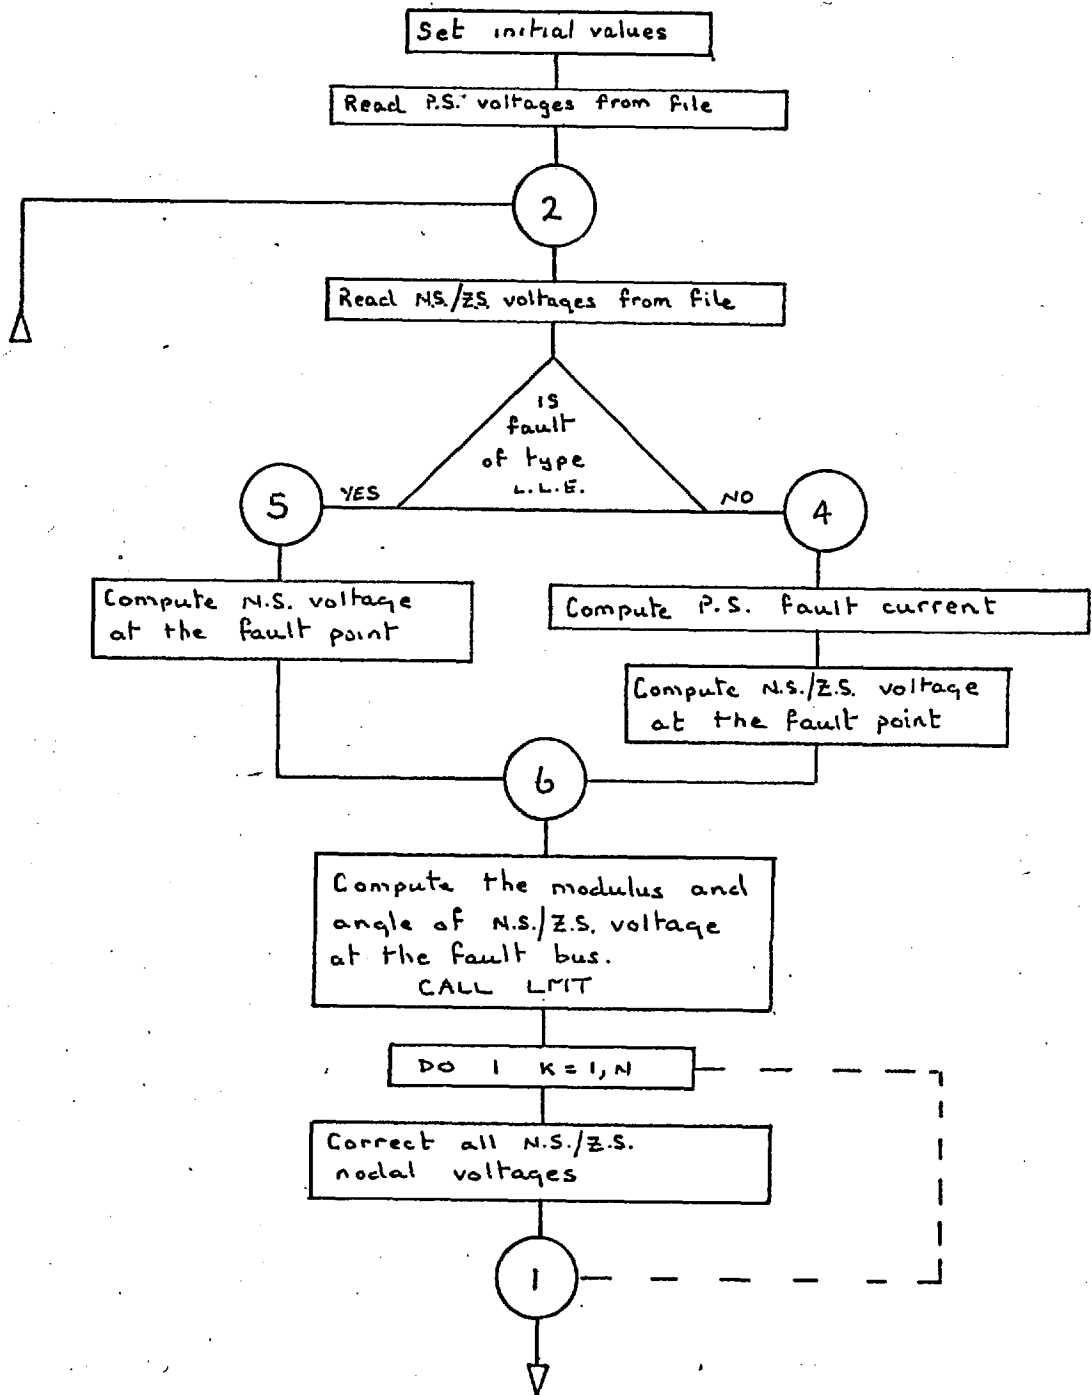 Set initial values
Read P.S. voltages from file
2
Read N.S./Z.S. voltages from file
is
fault
of type
L.L.E.
5
YES
NO
4
Compute N.S. voltage
at the fault point
Compute P.S. fault current
Compute N.S./Z.S. voltage
at the fault point
6
Compute the modulus and
angle of N.S./Z.S. voltage
at the fault bus.
CALL LMIT
DO 1 K = 1, N
Correct all N.S./Z.S.
nodal voltages
1